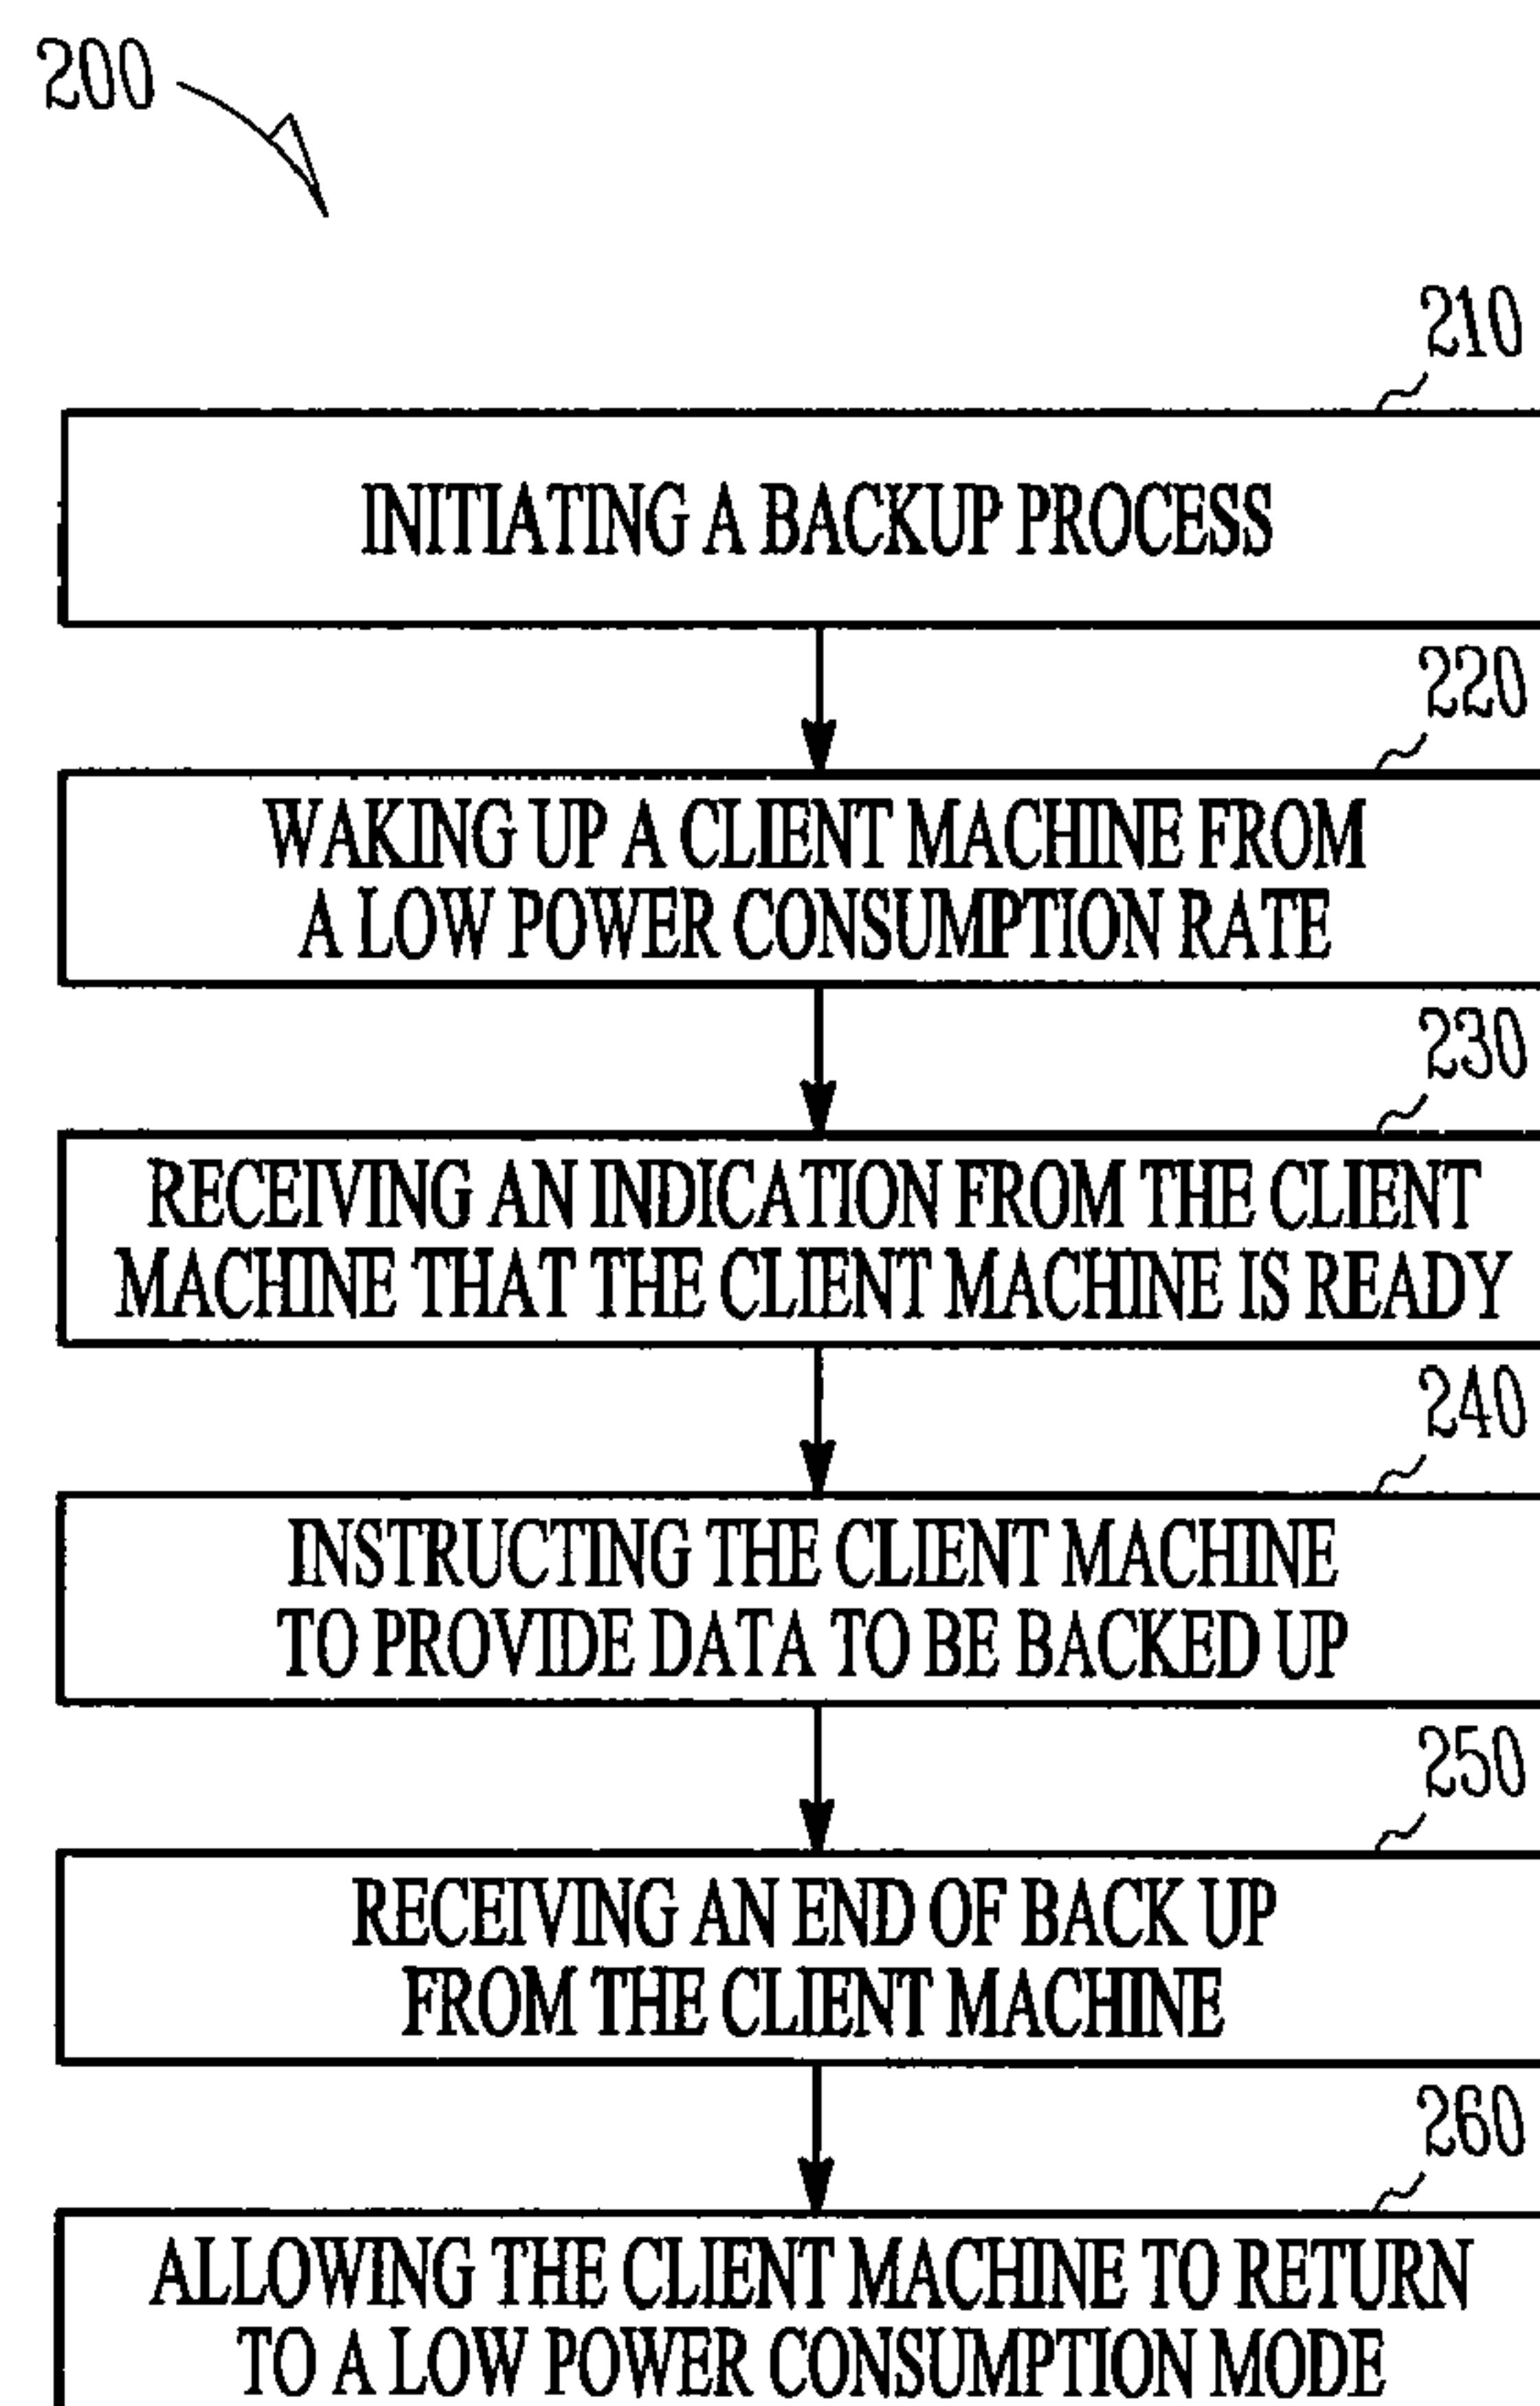 200
210
INITIATING A BACKUP PROCESS
220
WAKING UP A CLIENT MACHINE FROM
A LOW POWER CONSUMPTION RATE
230
RECEIVING AN INDICATION FROM THE CLIENT
MACHINE THAT THE CLIENT MACHINE IS READY
240
INSTRUCTING THE CLIENT MACHINE
TO PROVIDE DATA TO BE BACKED UP
250
RECEIVING AN END OF BACK UP
FROM THE CLIENT MACHINE
260
ALLOWING THE CLIENT MACHINE TO RETURN
TO A LOW POWER CONSUMPTION MODE